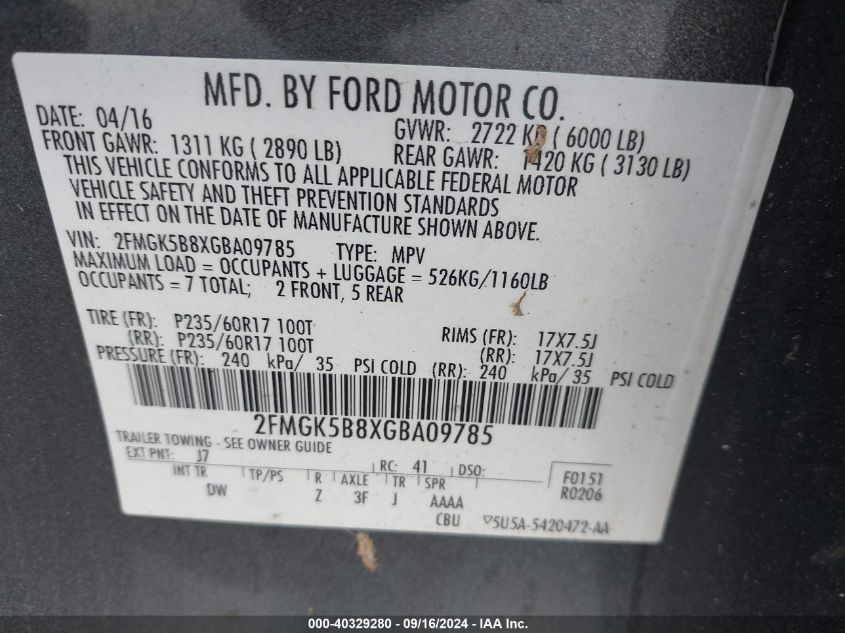 MFD. BY FORD MOTOR CO.
DATE: 04/16 GVWR: 2722 KG ( 6000 LB)
FRONT GAWR: 1311 KG ( 2890 LB) REAR GAWR: 1420 KG ( 3130 LB)
THIS VEHICLE CONFORMS TO ALL APPLICABLE FEDERAL MOTOR
VEHICLE SAFETY AND THEFT PREVENTION STANDARDS
IN EFFECT ON THE DATE OF MANUFACTURE SHOWN ABOVE.
VIN: 2FMGK5B8XGBA09785 TYPE: MPV
MAXIMUM LOAD = OCCUPANTS + LUGGAGE = 526KG/1160LB
OCCUPANTS = 7 TOTAL; 2 FRONT, 5 REAR
TIRE (FR): P235/60R17 100T RIMS (FR): 17X7.5J
(RR): P235/60R17 100T (RR): 17X7.5J
PRESSURE (FR): 240 kPa/ 35 PSI COLD (RR): 240 kPa/ 35 PSI COLD
2FMGK5B8XGBA09785
TRAILER TOWING - SEE OWNER GUIDE
EXT PNT: J7 RC: 41 DSO: F0151
INT TR TP/PS R AXLE TR SPR R0206
DW Z 3F J AAAA
CBU ▽5U5A-5420472-AA
000-40329280 - 09/16/2024 - IAA Inc.